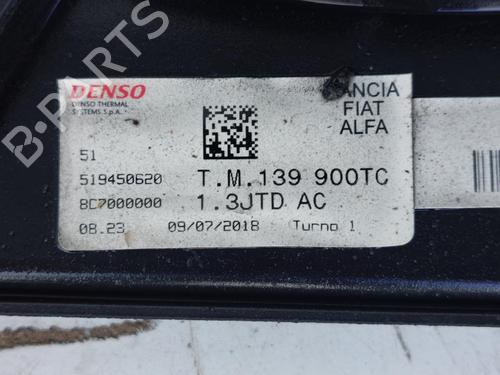 DENSO
DENSO THERMAL
SYSTEMS S.p.A.
LANCIA
FIAT
ALFA
51
519450620
T.M.139 900TC
8C7000000
1.3JTD AC
08.23
09/07/2018
Turno 1
B-PARTS